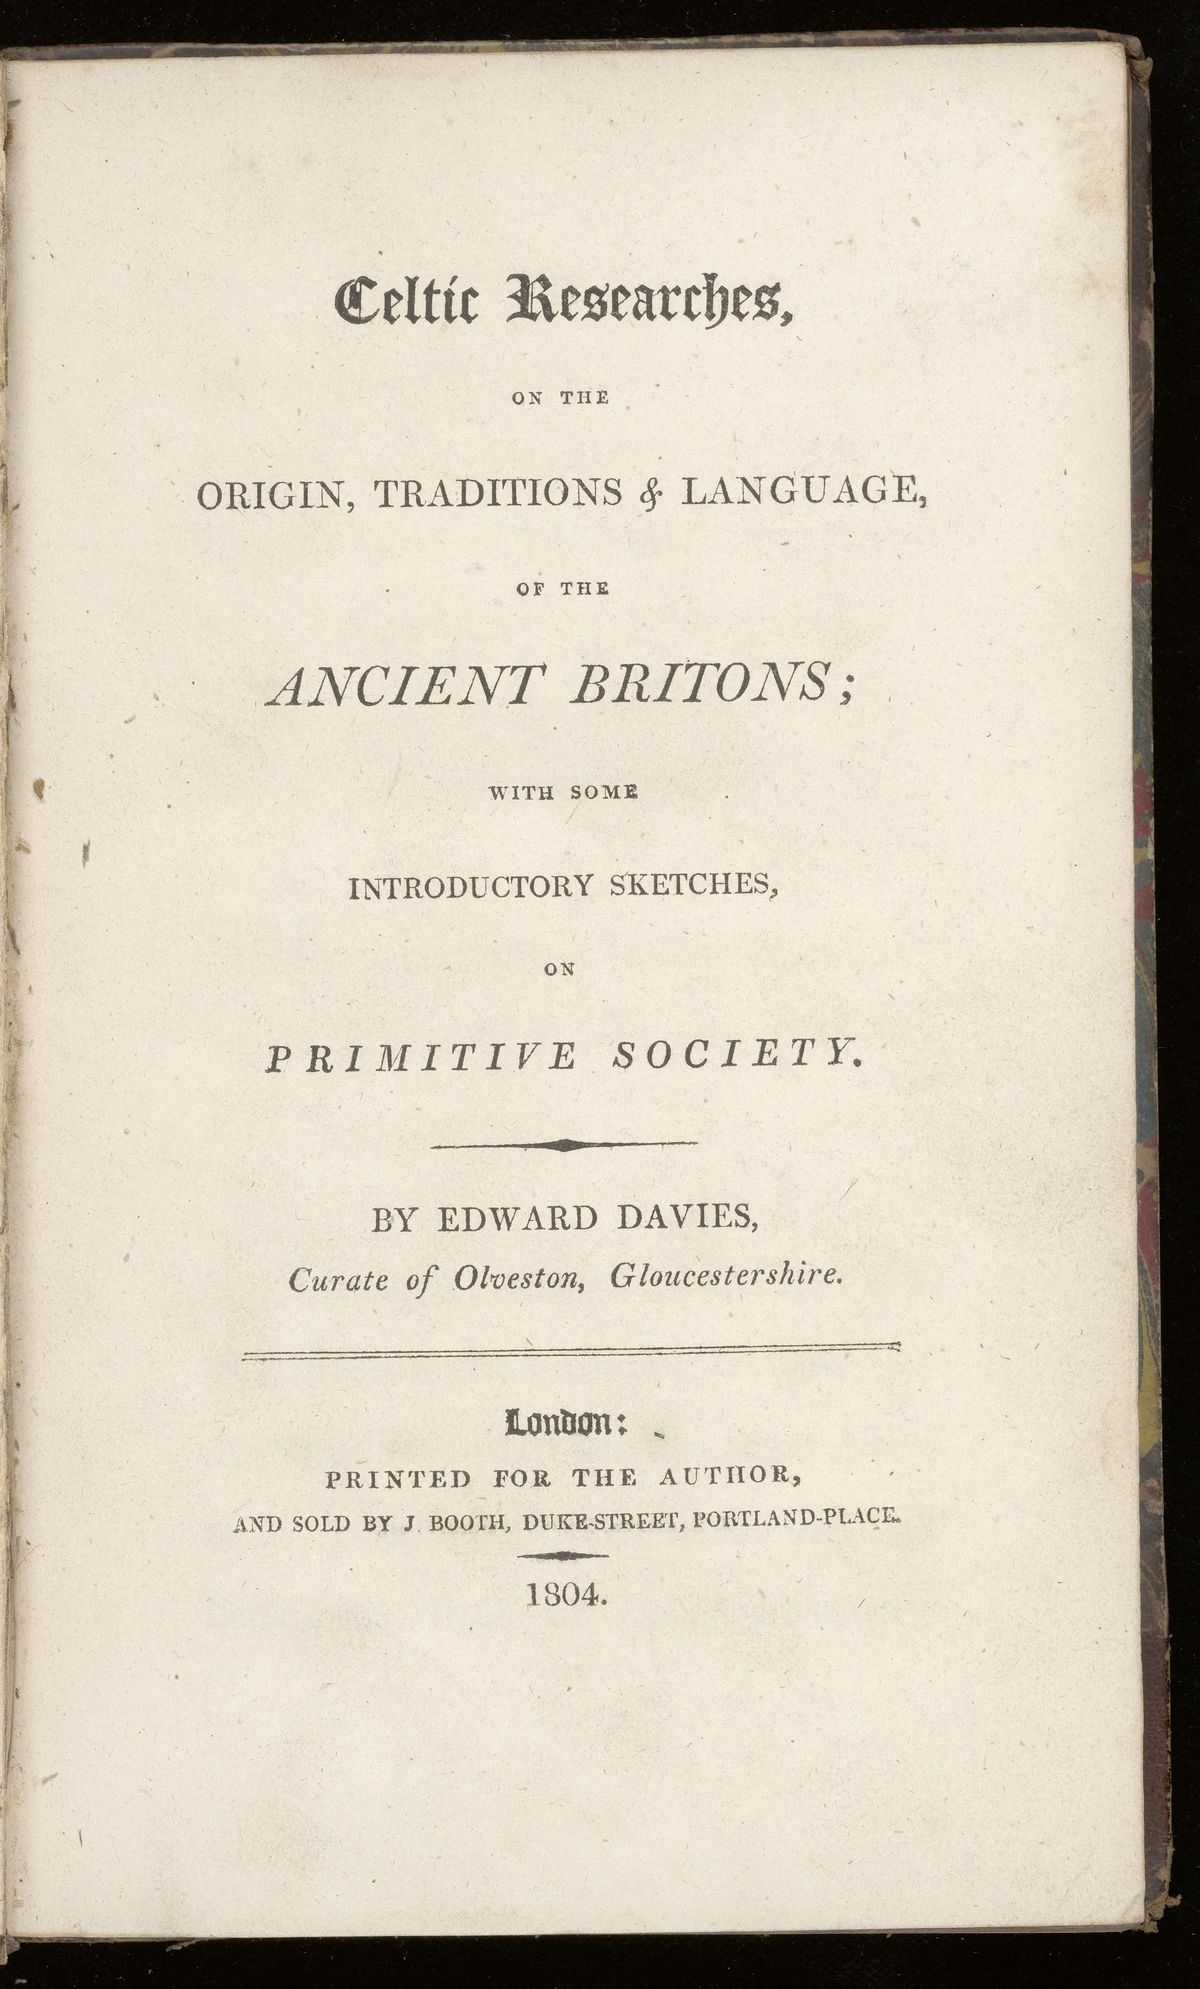 Celtic Researches,
ON THE
ORIGIN, TRADITIONS & LANGUAGE,
OF THE
ANCIENT BRITONS;
WITH SOME
INTRODUCTORY SKETCHES,
ON
PRIMITIVE SOCIETY.
BY EDWARD DAVIES,
Curate of Olveston, Gloucestershire.
London:
PRINTED FOR THE AUTHOR,
AND SOLD BY J BOOTH, DUKE-STREET, PORTLAND-PLACE.
1804.